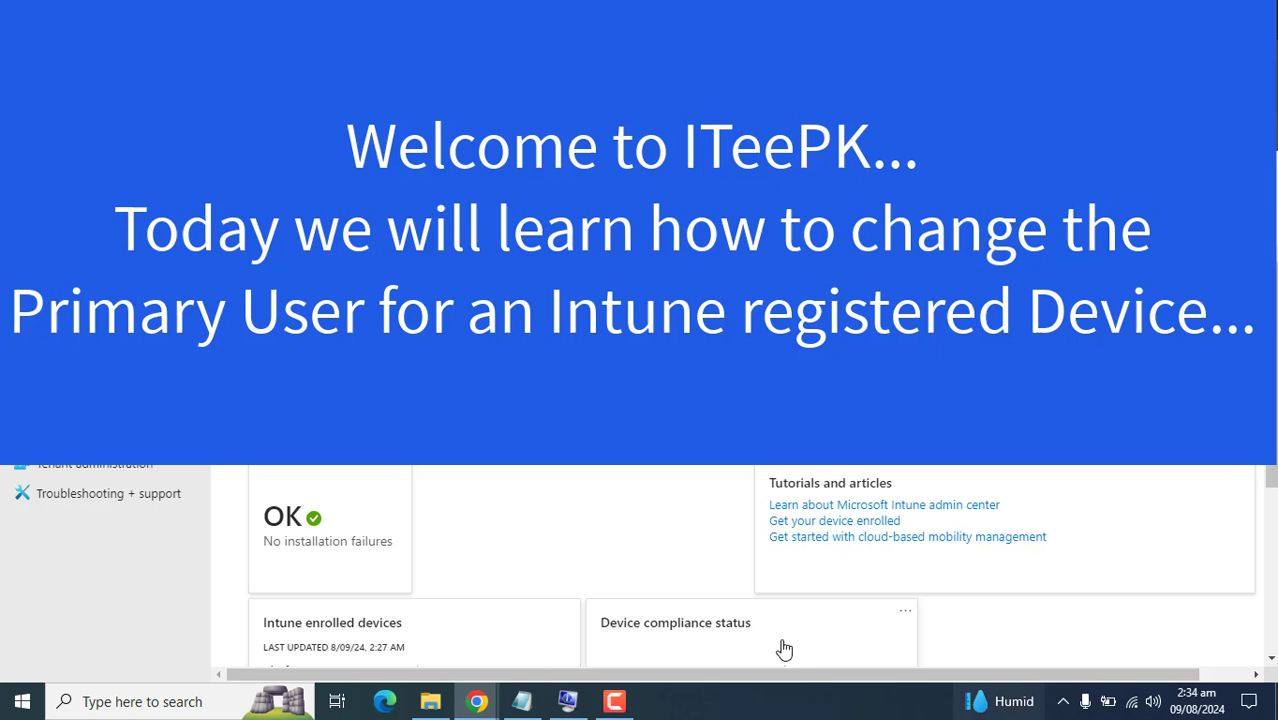 Welcome to ITeePK...
Today we will learn how to change the
Primary User for an Intune registered Device...
Tenant administration
Troubleshooting + support
OK
No installation failures
Tutorials and articles
Learn about Microsoft Intune admin center
Get your device enrolled
Get started with cloud-based mobility management
Intune enrolled devices
LAST UPDATED 8/09/24, 2:27 AM
Device compliance status
...
Type here to search
Humid
2:34 am
09/08/2024